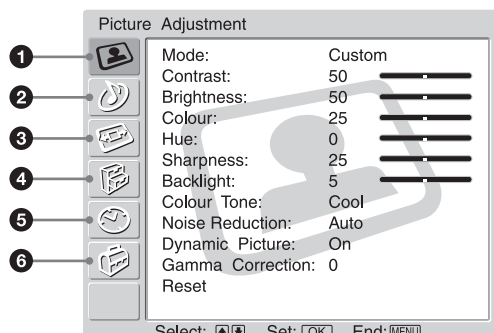 Picture Adjustment
1
2
3
4
5
6
Mode: Custom
Contrast: 50
Brightness: 50
Colour: 25
Hue: 0
Sharpness: 25
Backlight: 5
Colour Tone: Cool
Noise Reduction: Auto
Dynamic Picture: On
Gamma Correction: 0
Reset
Select: Set: OK End: MENU